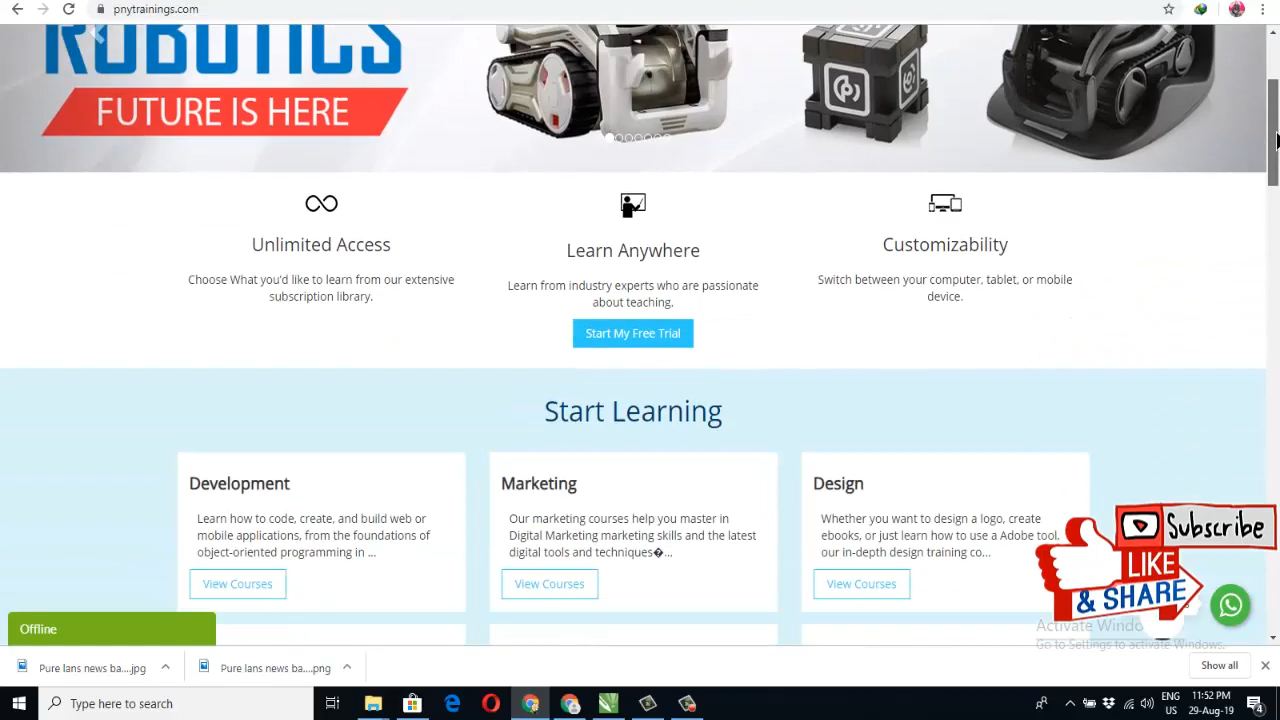 pnytrainings.com
ROBOTICS
FUTURE IS HERE
Unlimited Access
Choose What you'd like to learn from our extensive
subscription library.
Learn Anywhere
Learn from industry experts who are passionate
about teaching.
Start My Free Trial
Customizability
Switch between your computer, tablet, or mobile
device.
Start Learning
Development
Learn how to code, create, and build web or
mobile applications, from the foundations of
object-oriented programming in ...
View Courses
Marketing
Our marketing courses help you master in
Digital Marketing marketing skills and the latest
digital tools and techniques�...
View Courses
Design
Whether you want to design a logo, create
ebooks, or just learn how to use a Adobe tool,
our in-depth design training co...
View Courses
Subscribe
LIKE
& SHARE
Offline
Activate Windo
Go to Settings to activate Windows.
Pure lans news ba....jpg
Pure lans news ba....png
Show all
Type here to search
ENG
US
11:52 PM
29-Aug-19
4